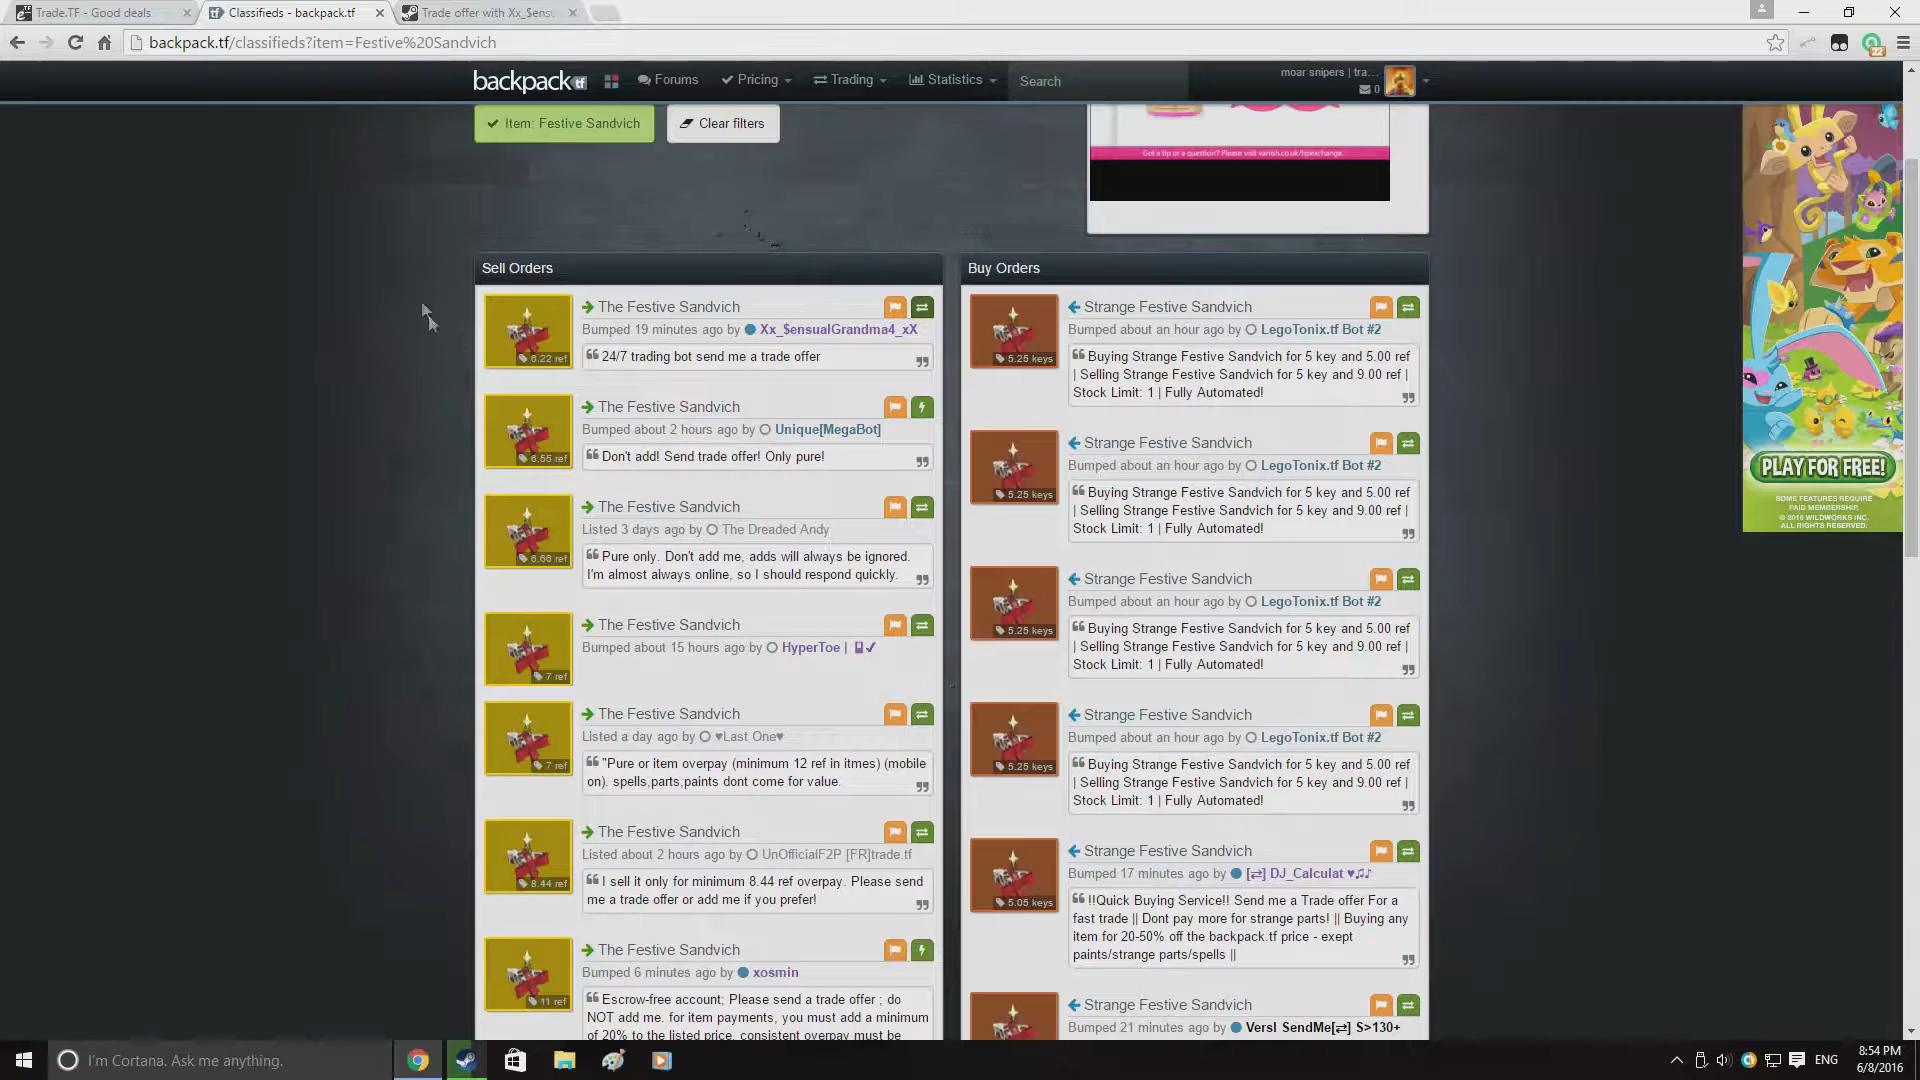 Trade.TF - Good deals
Classifieds - backpack.tf
Trade offer with Xx_$ensu
backpack.tf/classifieds?item=Festive%20Sandvich
22
backpack.tf
Forums
Pricing
Trading
Statistics
Search
moar snipers | tra...
0
Item: Festive Sandvich
Clear filters
Got a tip or a question? Please visit vanish.co.uk/tipexchange.
Sell Orders
The Festive Sandvich
Bumped 19 minutes ago by Xx_$ensualGrandma4_xX
6.22 ref
24/7 trading bot send me a trade offer
The Festive Sandvich
Bumped about 2 hours ago by Unique[MegaBot]
6.55 ref
Don't add! Send trade offer! Only pure!
The Festive Sandvich
Listed 3 days ago by The Dreaded Andy
6.66 ref
Pure only. Don't add me, adds will always be ignored.
I'm almost always online, so I should respond quickly.
The Festive Sandvich
Bumped about 15 hours ago by HyperToe |
7 ref
The Festive Sandvich
Listed a day ago by ♥Last One♥
7 ref
"Pure or item overpay (minimum 12 ref in itmes) (mobile
on). spells,parts,paints dont come for value.
The Festive Sandvich
Listed about 2 hours ago by UnOfficialF2P [FR]trade.tf
8.44 ref
I sell it only for minimum 8.44 ref overpay. Please send
me a trade offer or add me if you prefer!
The Festive Sandvich
Bumped 6 minutes ago by xosmin
11 ref
Escrow-free account; Please send a trade offer ; do
NOT add me. for item payments, you must add a minimum
of 20% to the listed price, consistent overpay must be
Buy Orders
Strange Festive Sandvich
Bumped about an hour ago by LegoTonix.tf Bot #2
5.25 keys
Buying Strange Festive Sandvich for 5 key and 5.00 ref
| Selling Strange Festive Sandvich for 5 key and 9.00 ref |
Stock Limit: 1 | Fully Automated!
Strange Festive Sandvich
Bumped about an hour ago by LegoTonix.tf Bot #2
5.25 keys
Buying Strange Festive Sandvich for 5 key and 5.00 ref
| Selling Strange Festive Sandvich for 5 key and 9.00 ref |
Stock Limit: 1 | Fully Automated!
Strange Festive Sandvich
Bumped about an hour ago by LegoTonix.tf Bot #2
5.25 keys
Buying Strange Festive Sandvich for 5 key and 5.00 ref
| Selling Strange Festive Sandvich for 5 key and 9.00 ref |
Stock Limit: 1 | Fully Automated!
Strange Festive Sandvich
Bumped about an hour ago by LegoTonix.tf Bot #2
5.25 keys
Buying Strange Festive Sandvich for 5 key and 5.00 ref
| Selling Strange Festive Sandvich for 5 key and 9.00 ref |
Stock Limit: 1 | Fully Automated!
Strange Festive Sandvich
Bumped 17 minutes ago by [⇄] DJ_Calculat ♥♫♪
5.05 keys
!!Quick Buying Service!! Send me a Trade offer For a
fast trade || Dont pay more for strange parts! || Buying any
item for 20-50% off the backpack.tf price - exept
paints/strange parts/spells ||
Strange Festive Sandvich
Bumped 21 minutes ago by Versl SendMe[⇄] S>130+
PLAY FOR FREE!
SOME FEATURES REQUIRE
PAID MEMBERSHIP.
© 2016 WILDWORKS INC.
ALL RIGHTS RESERVED.
I'm Cortana. Ask me anything.
ENG
8:54 PM
6/8/2016